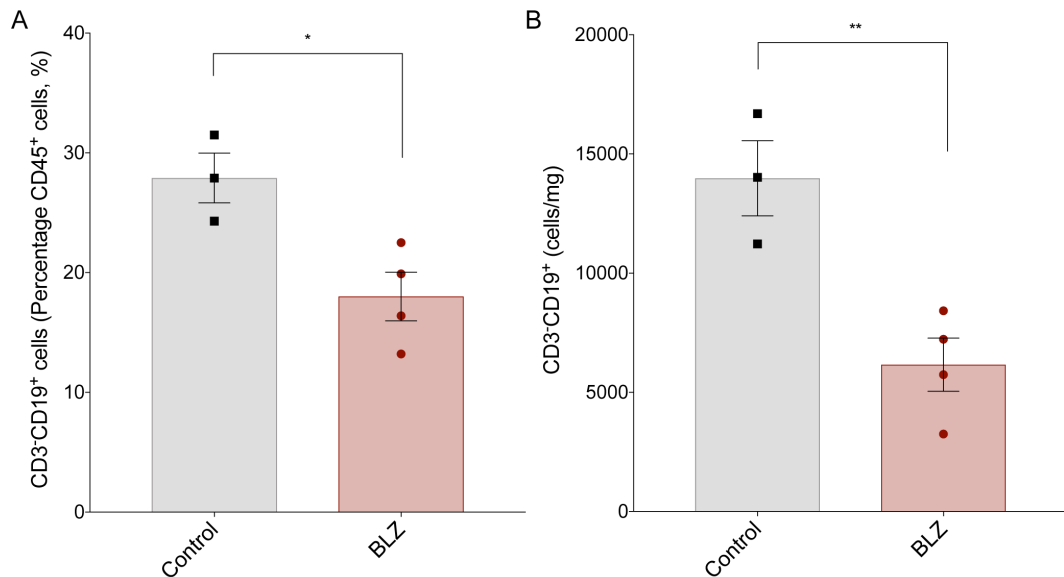 A
CD3⁻CD19⁺ cells (Percentage CD45⁺ cells, %)
40
30
20
10
0
*
Control
BLZ
B
CD3⁻CD19⁺ (cells/mg)
20000
15000
10000
5000
0
**
Control
BLZ